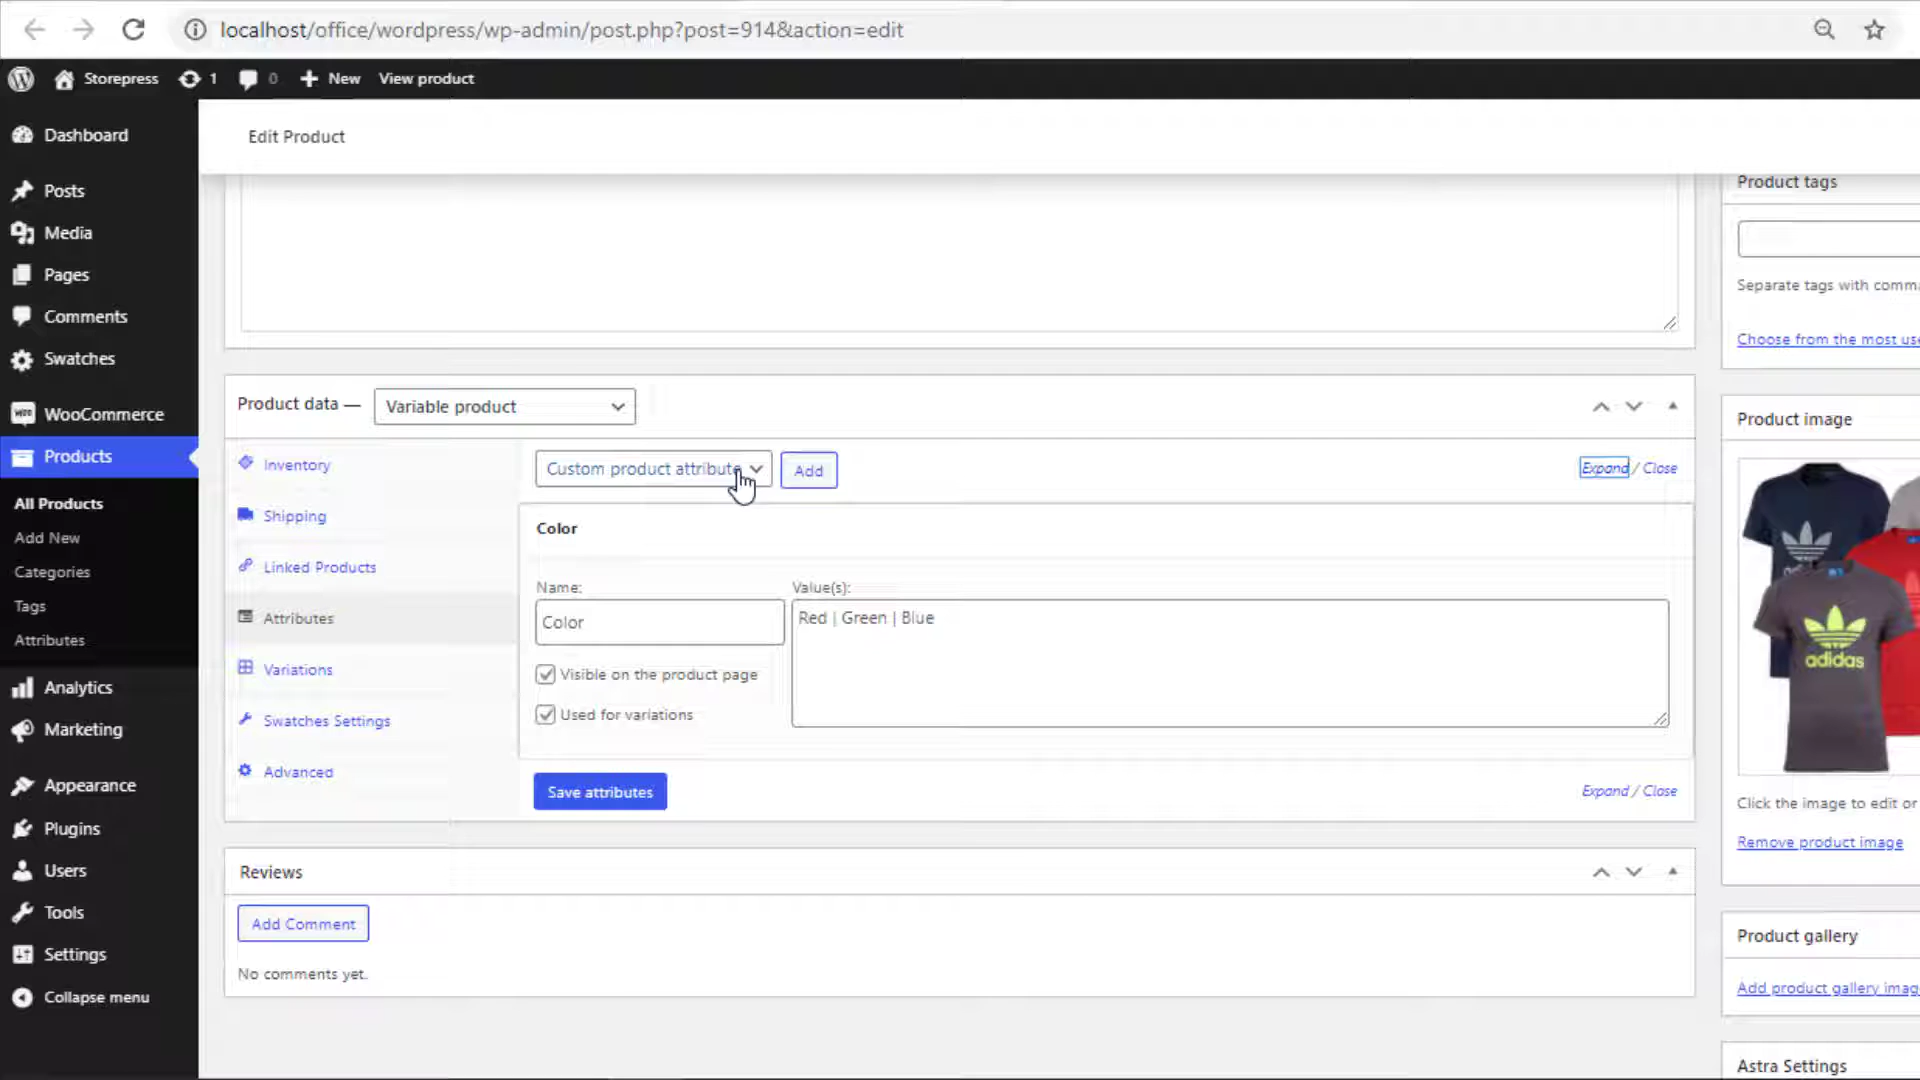 localhost/office/wordpress/wp-admin/post.php?post=914&action=edit
Storepress 1 0 New View product
Dashboard
Posts
Media
Pages
Comments
Swatches
WooCommerce
Products
All Products
Add New
Categories
Tags
Attributes
Analytics
Marketing
Appearance
Plugins
Users
Tools
Settings
Collapse menu
Edit Product
Product data — Variable product
Inventory
Shipping
Linked Products
Attributes
Variations
Swatches Settings
Advanced
Custom product attribute Add
Expand / Close
Color
Name:
Color
Value(s):
Red | Green | Blue
Visible on the product page
Used for variations
Save attributes
Expand / Close
Reviews
Add Comment
No comments yet.
Product tags
Separate tags with comma
Choose from the most use
Product image
adidas
Click the image to edit or
Remove product image
Product gallery
Add product gallery imag
Astra Settings